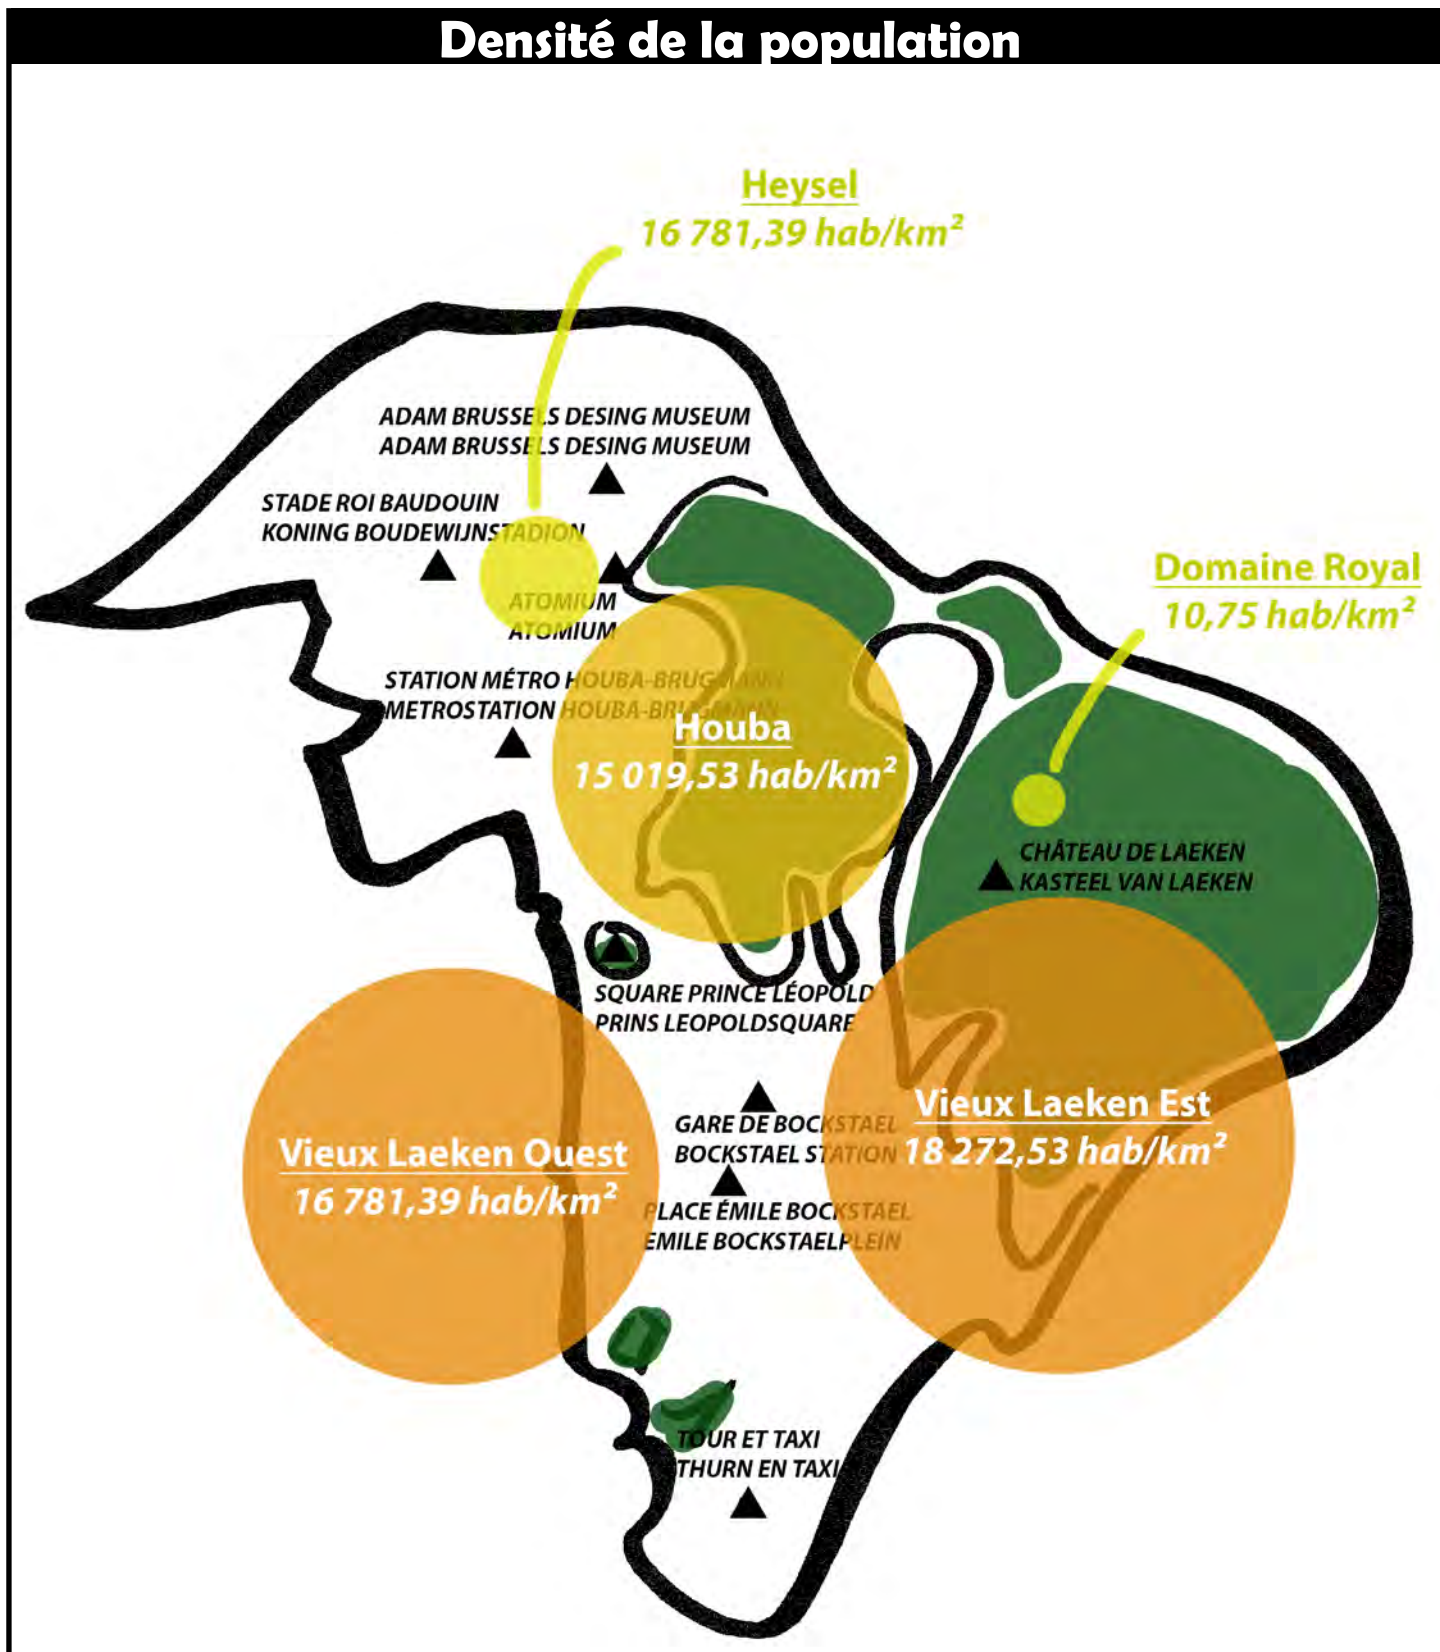 Densité de la population
Heysel
16 781,39 hab/km²
ADAM BRUSSELS DESING MUSEUM
ADAM BRUSSELS DESING MUSEUM
STADE ROI BAUDOUIN
KONING BOUDEWIJNSTADION
ATOMIUM
ATOMIUM
Domaine Royal
10,75 hab/km²
STATION MÉTRO HOUBA-BRUGMANN
METROSTATION HOUBA-BRUGMANN
Houba
15 019,53 hab/km²
CHÂTEAU DE LAEKEN
KASTEEL VAN LAEKEN
SQUARE PRINCE LÉOPOLD
PRINS LEOPOLDSQUARE
GARE DE BOCKSTAEL
BOCKSTAEL STATION
Vieux Laeken Est
18 272,53 hab/km²
Vieux Laeken Ouest
16 781,39 hab/km²
PLACE ÉMILE BOCKSTAEL
EMILE BOCKSTAELPLEIN
TOUR ET TAXI
THURN EN TAXI